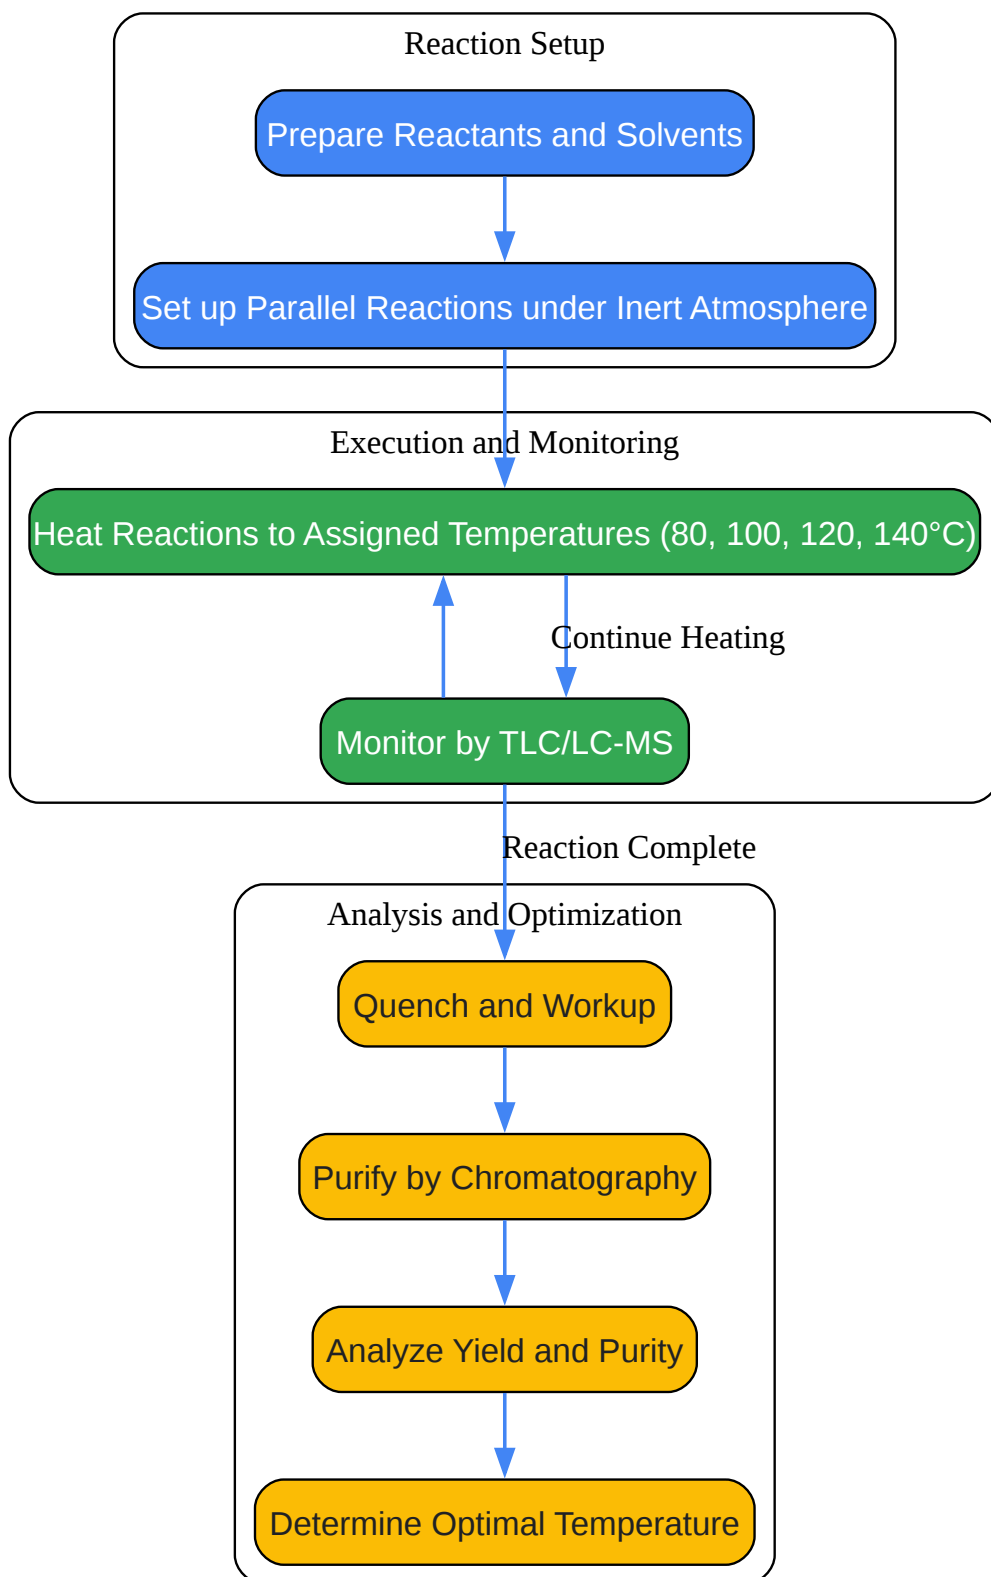 Reaction Setup
Prepare Reactants and Solvents
Set up Parallel Reactions under Inert Atmosphere
Execution and Monitoring
Heat Reactions to Assigned Temperatures (80, 100, 120, 140°C)
Continue Heating
Monitor by TLC/LC-MS
Reaction Complete
Analysis and Optimization
Quench and Workup
Purify by Chromatography
Analyze Yield and Purity
Determine Optimal Temperature